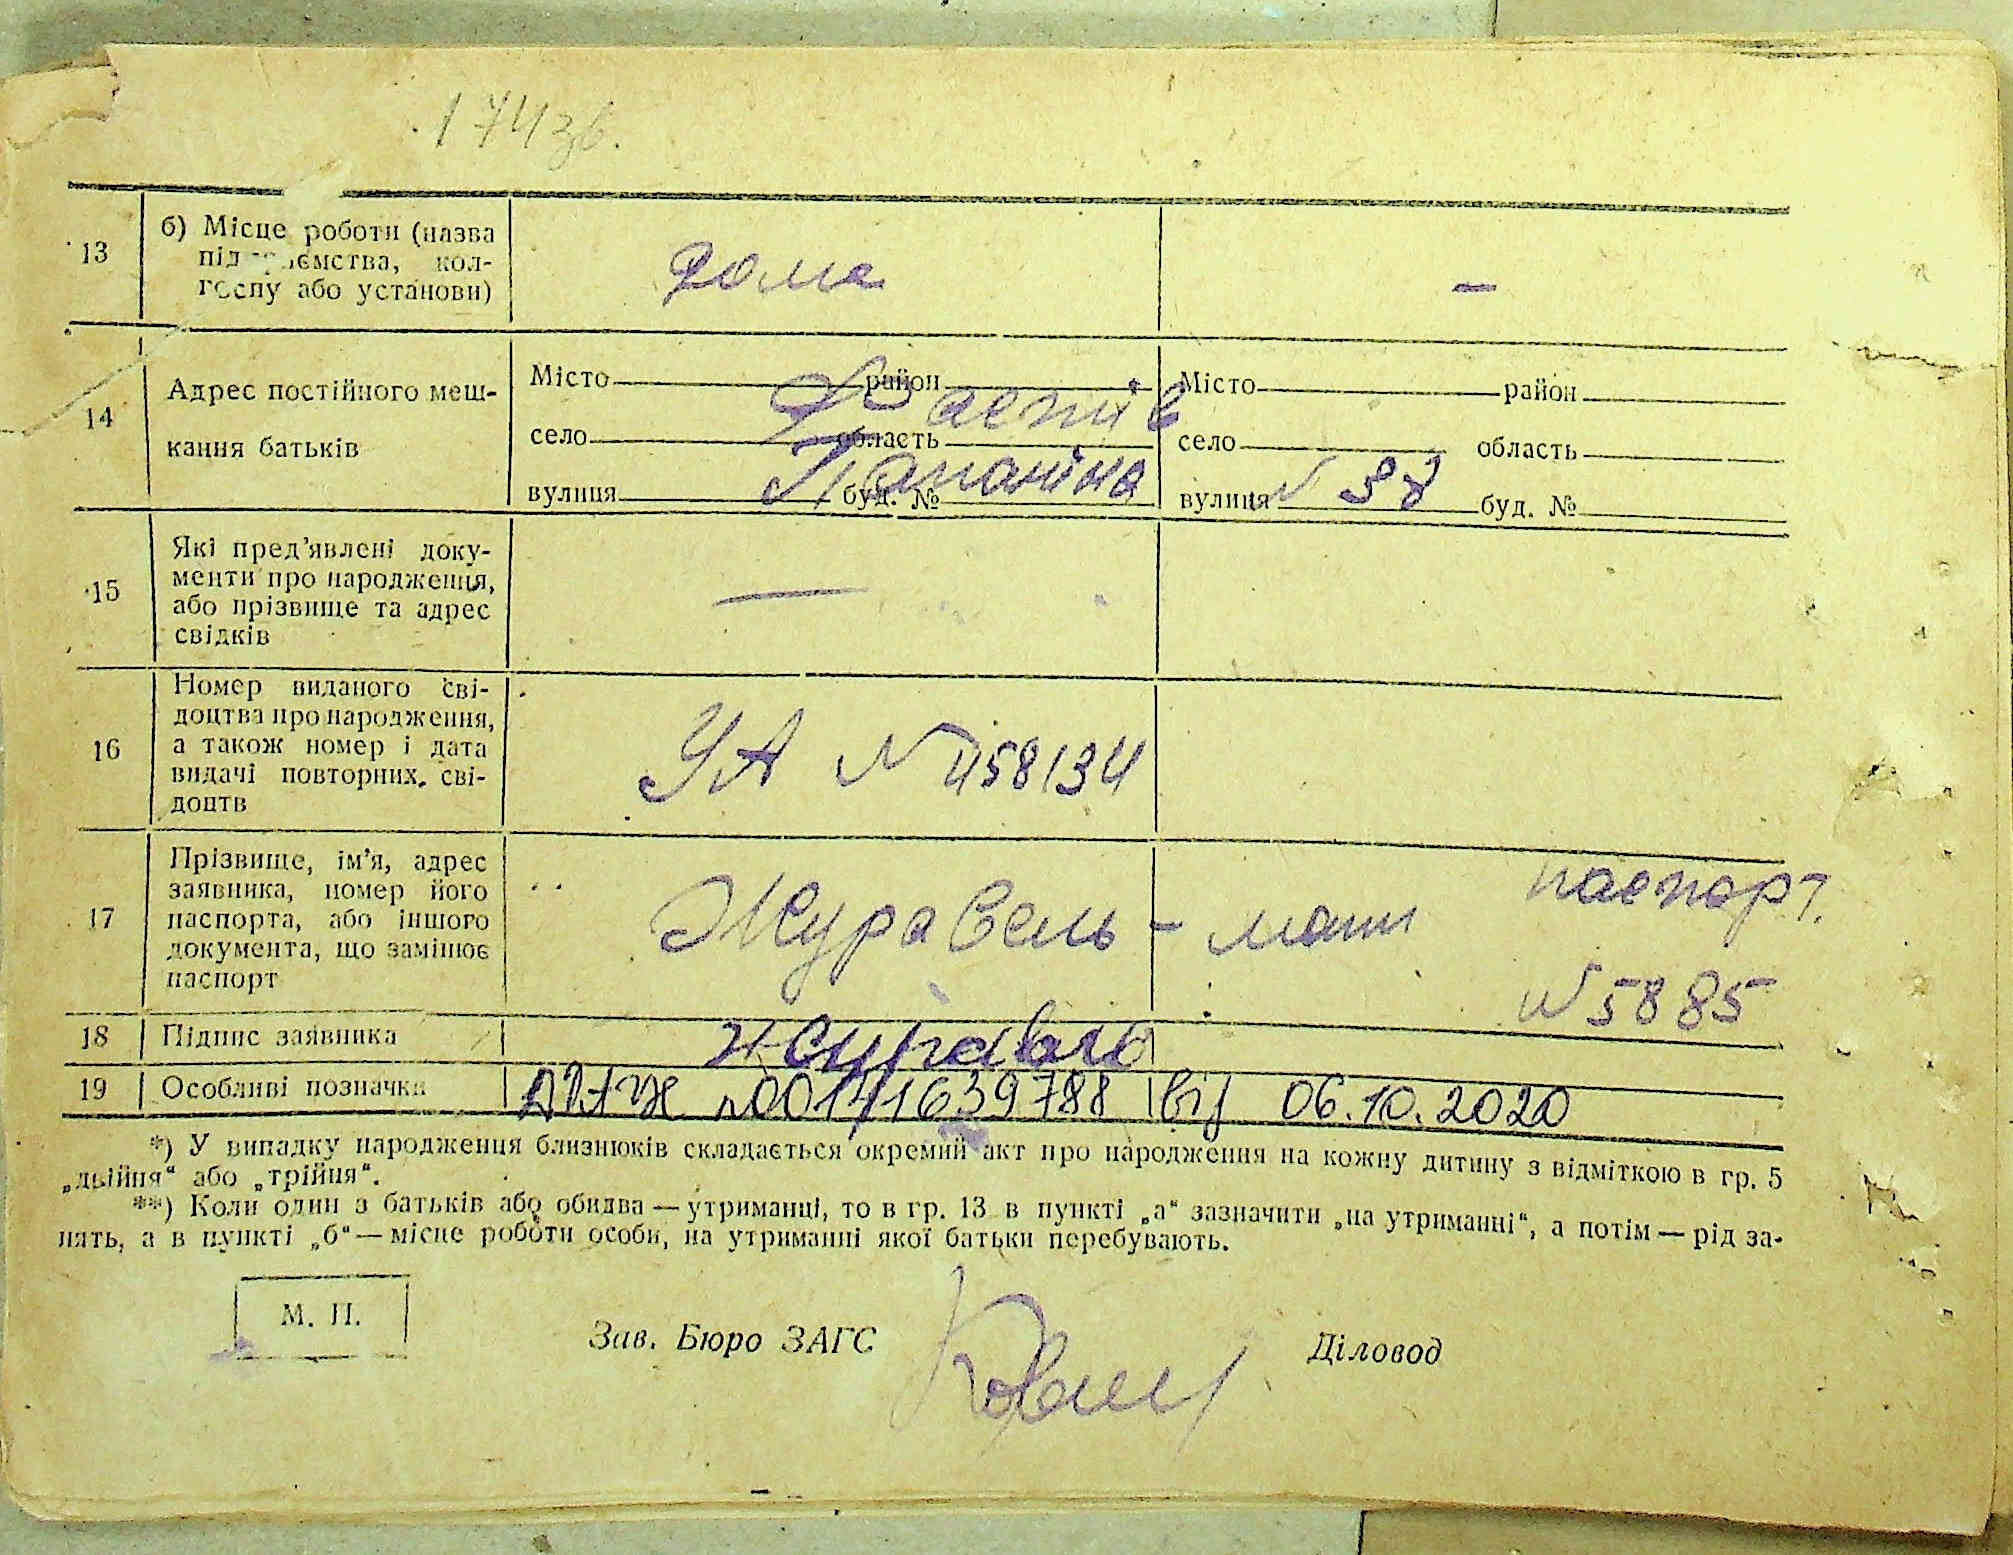 174зв.
13
б) Місце роботи (назва
підприємства, кол-
госпу або установи)
дома
–
14
Адрес постійного меш-
кання батьків
Місто район
село область
вулиця буд. №
Фастів
Папаніна
Місто район
село область
вулиця буд. №
N 38
15
Які пред'явлені доку-
менти про народження,
або прізвище та адрес
свідків
—
16
Номер виданого сві-
доцтва про народження,
а також номер і дата
видачі повторних сві-
доцтв
УА N 458134
17
Прізвище, ім'я, адрес
заявника, номер його
паспорта, або іншого
документа, що замінює
паспорт
Журавель – мати паспорт.
N 5885
18 Підпис заявника
19 Особливі позначки
ДРАЦС №00141639788 від 06.10.2020
*) У випадку народження близнюків складається окремий акт про народження на кожну дитину з відміткою в гр. 5
„двійня“ або „трійня“.
**) Коли один з батьків або обидва — утриманці, то в гр. 13 в пункті „а“ зазначити „на утриманні“, а потім — рід за-
нять, а в пункті „б“ — місце роботи особи, на утриманні якої батьки перебувають.
М. П.
Зав. Бюро ЗАГС
Діловод